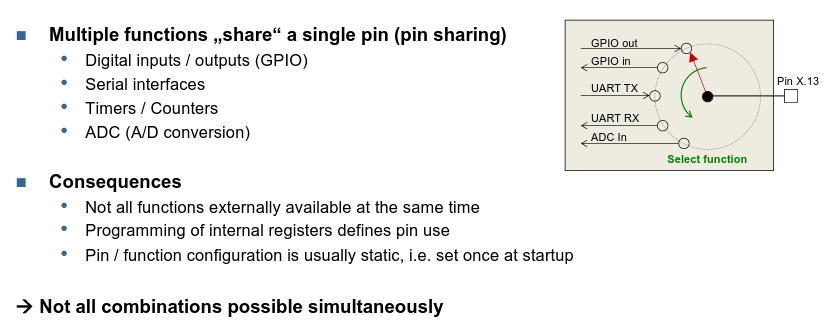 ■ Multiple functions „share“ a single pin (pin sharing)
• Digital inputs / outputs (GPIO)
• Serial interfaces
• Timers / Counters
• ADC (A/D conversion)
GPIO out
GPIO in
UART TX
UART RX
ADC In
Pin X.13
Select function
■ Consequences
• Not all functions externally available at the same time
• Programming of internal registers defines pin use
• Pin / function configuration is usually static, i.e. set once at startup
→ Not all combinations possible simultaneously